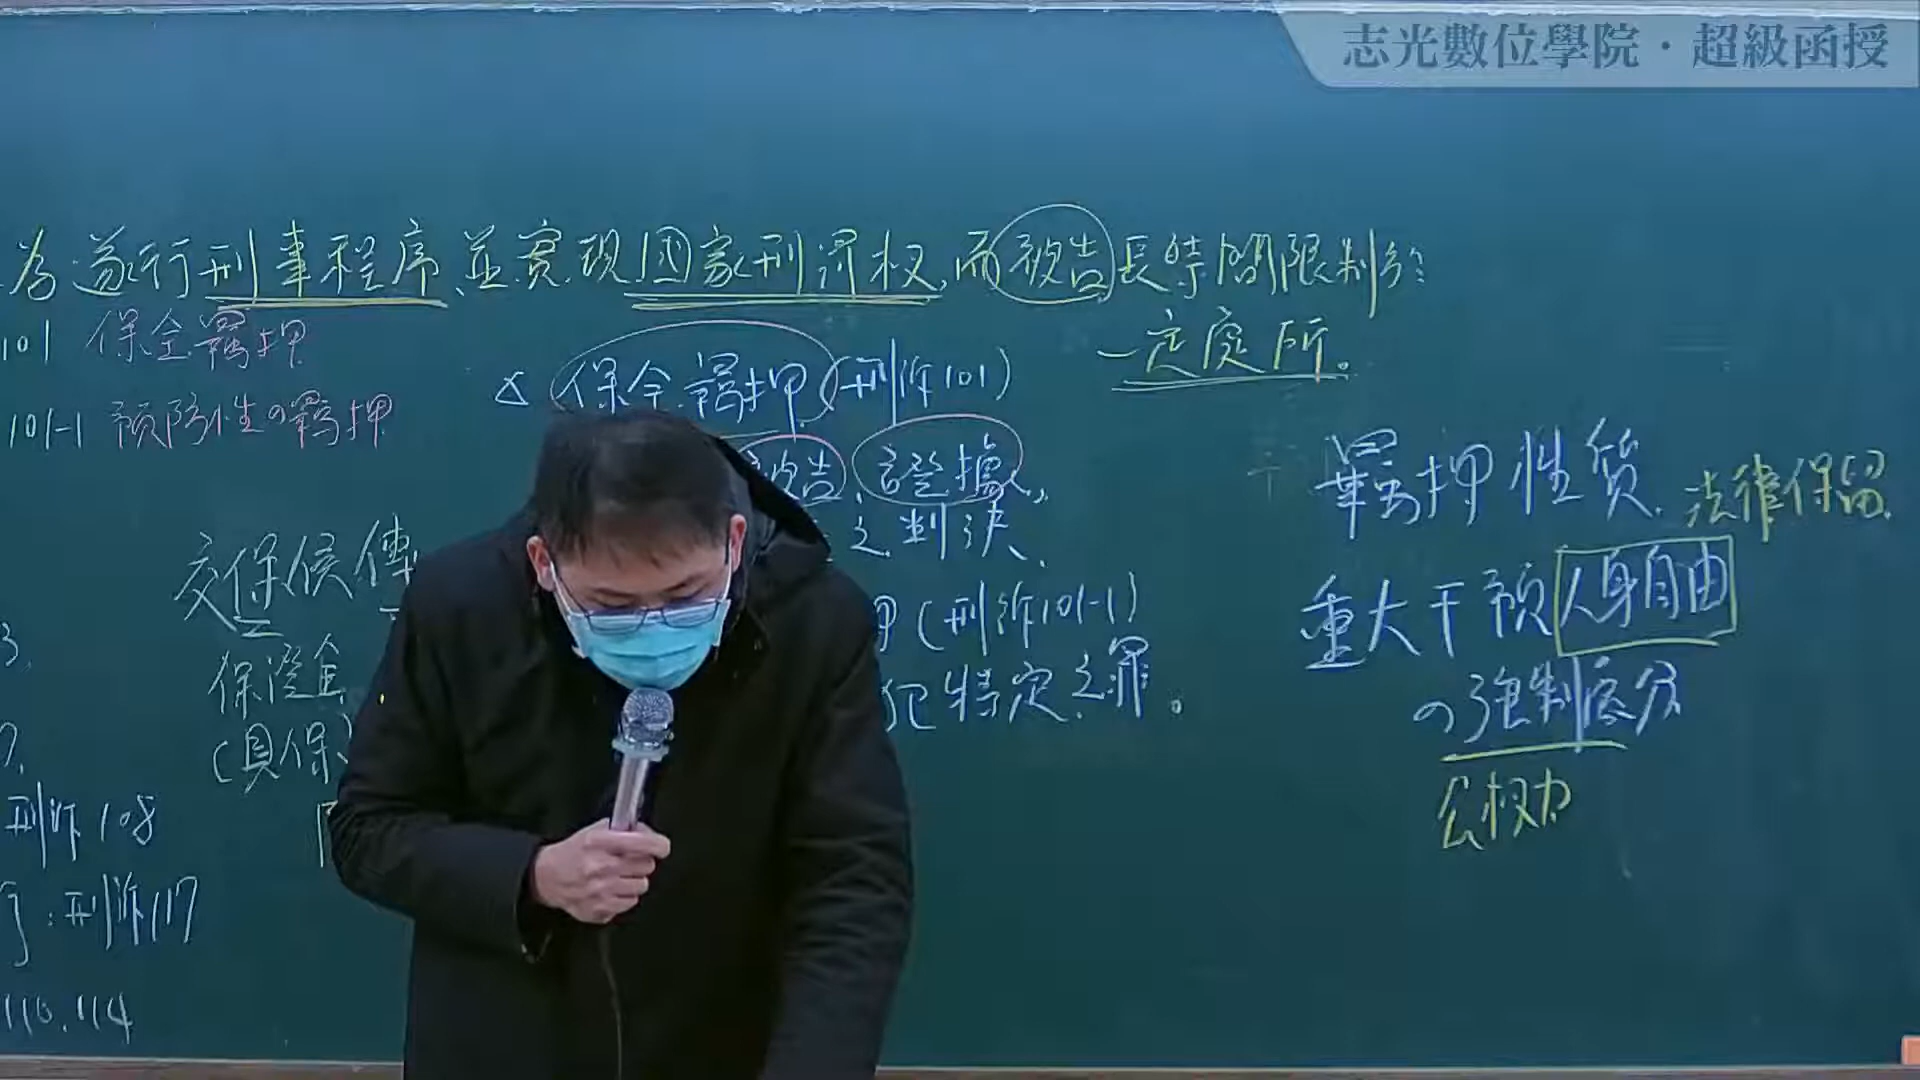 志光數位學院・超級函授
為遂行刑事程序、並實現国家刑罰权,而被告長時間限制於
一定處所。
101 保全羈押
101-1 預防性の羈押
保全羈押(刑訴101)
被告、證據、
之判決、
押(刑訴101-1)
犯特定之罪。
交保候傳
保證金
(具保)
3.
7.
刑訴108
刑訴117
110.114
羈押性質. 法律保留.
重大干預人身自由
の強制處分
公权力